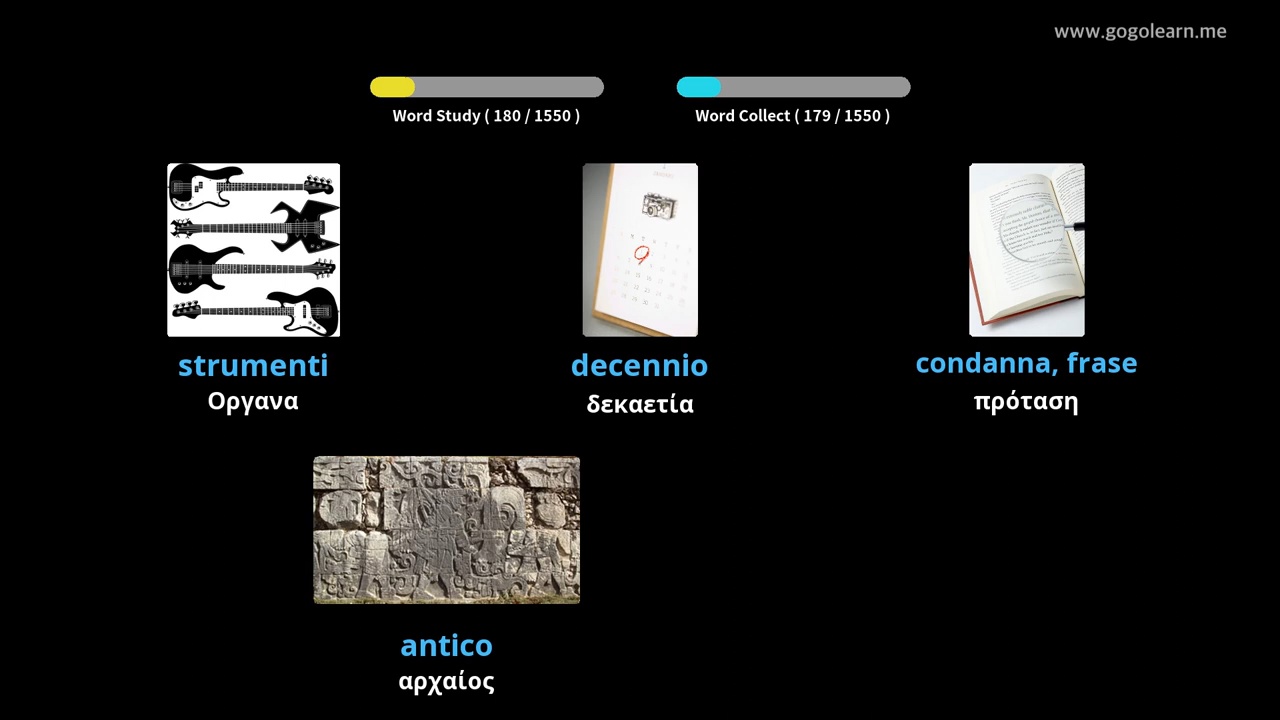 www.gogolearn.me
Word Study ( 180 / 1550 )
Word Collect ( 179 / 1550 )
strumenti
Οργανα
decennio
δεκαετία
condanna, frase
πρόταση
antico
αρχαίος